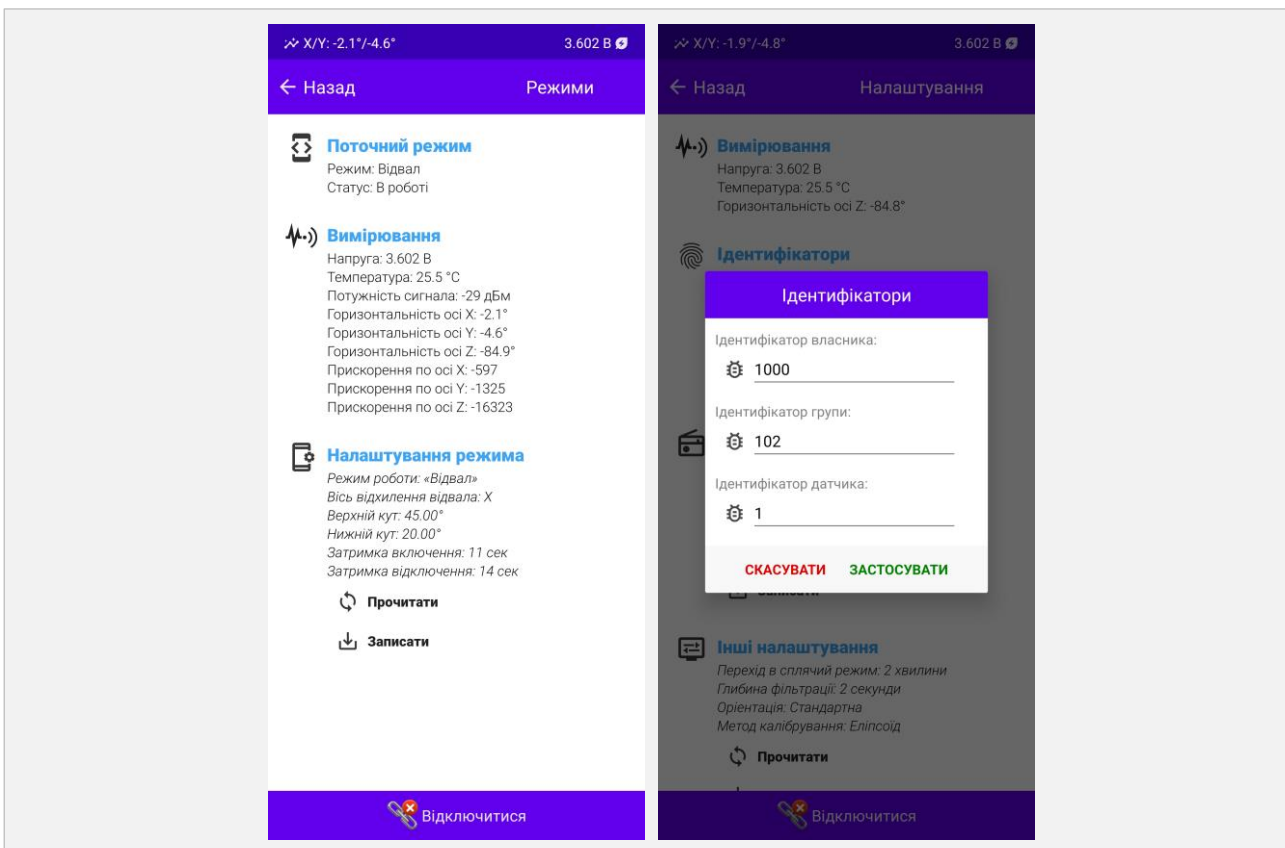 X/Y: -2.1°/-4.6° 3.602 В
Назад Режими
Поточний режим
Режим: Відвал
Статус: В роботі
Вимірювання
Напруга: 3.602 В
Температура: 25.5 °C
Потужність сигнала: -29 дБм
Горизонтальність осі X: -2.1°
Горизонтальність осі Y: -4.6°
Горизонтальність осі Z: -84.9°
Прискорення по осі X: -597
Прискорення по осі Y: -1325
Прискорення по осі Z: -16323
Налаштування режима
Режим роботи: «Відвал»
Вісь відхилення відвала: X
Верхній кут: 45.00°
Нижній кут: 20.00°
Затримка включення: 11 сек
Затримка відключення: 14 сек
Прочитати
Записати
Відключитися
X/Y: -1.9°/-4.8° 3.602 В
Назад Налаштування
Вимірювання
Напруга: 3.602 В
Температура: 25.5 °C
Горизонтальність осі Z: -84.8°
Ідентифікатори
Ідентифікатори
Ідентифікатор власника:
1000
Ідентифікатор групи:
102
Ідентифікатор датчика:
1
СКАСУВАТИ ЗАСТОСУВАТИ
Інші налаштування
Перехід в сплячий режим: 2 хвилини
Глибина фільтрації: 2 секунди
Орієнтація: Стандартна
Метод калібрування: Еліпсоїд
Прочитати
Відключитися